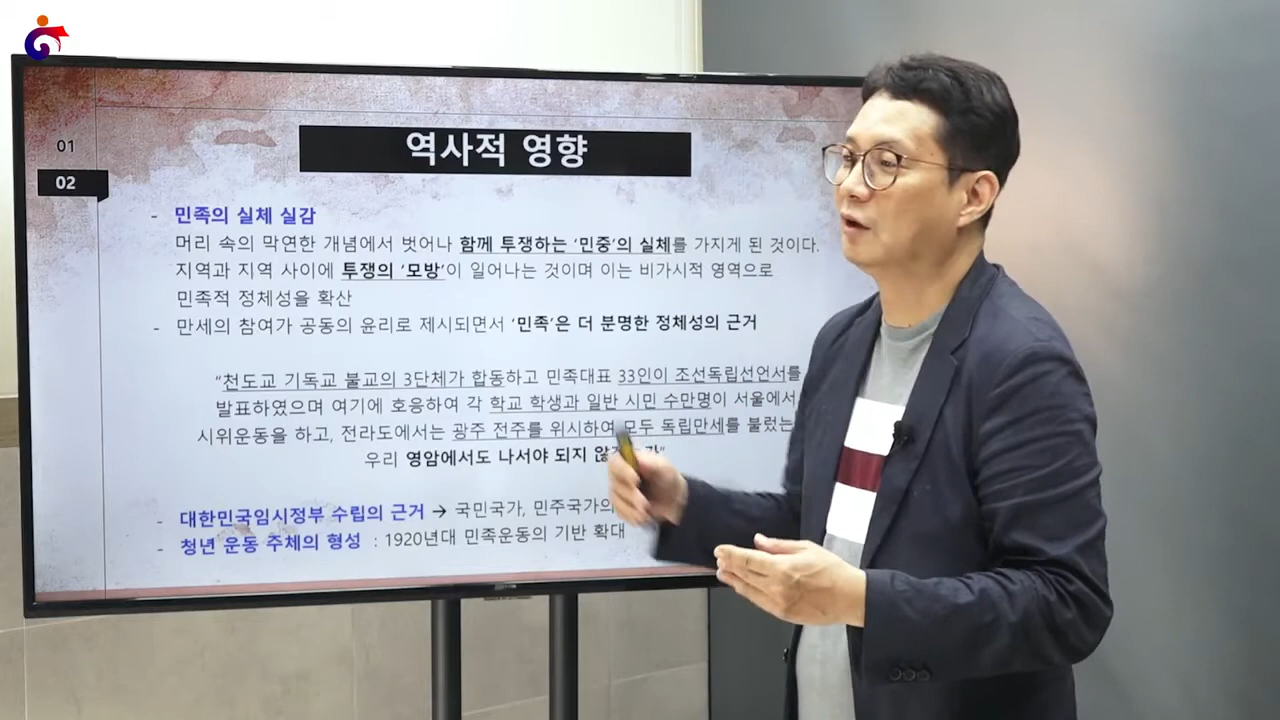 역사적 영향
01
02
- 민족의 실체 실감
머리 속의 막연한 개념에서 벗어나 함께 투쟁하는 ‘민중’의 실체를 가지게 된 것이다.
지역과 지역 사이에 투쟁의 ‘모방’이 일어나는 것이며 이는 비가시적 영역으로
민족적 정체성을 확산
- 만세의 참여가 공동의 윤리로 제시되면서 ‘민족’은 더 분명한 정체성의 근거
“천도교 기독교 불교의 3단체가 합동하고 민족대표 33인이 조선독립선언서를
발표하였으며 여기에 호응하여 각 학교 학생과 일반 시민 수만명이 서울에서
시위운동을 하고, 전라도에서는 광주 전주를 위시하여 모두 독립만세를 불렀는
우리 영암에서도 나서야 되지
- 대한민국임시정부 수립의 근거 → 국민국가, 민주국가의
- 청년 운동 주체의 형성 : 1920년대 민족운동의 기반 확대